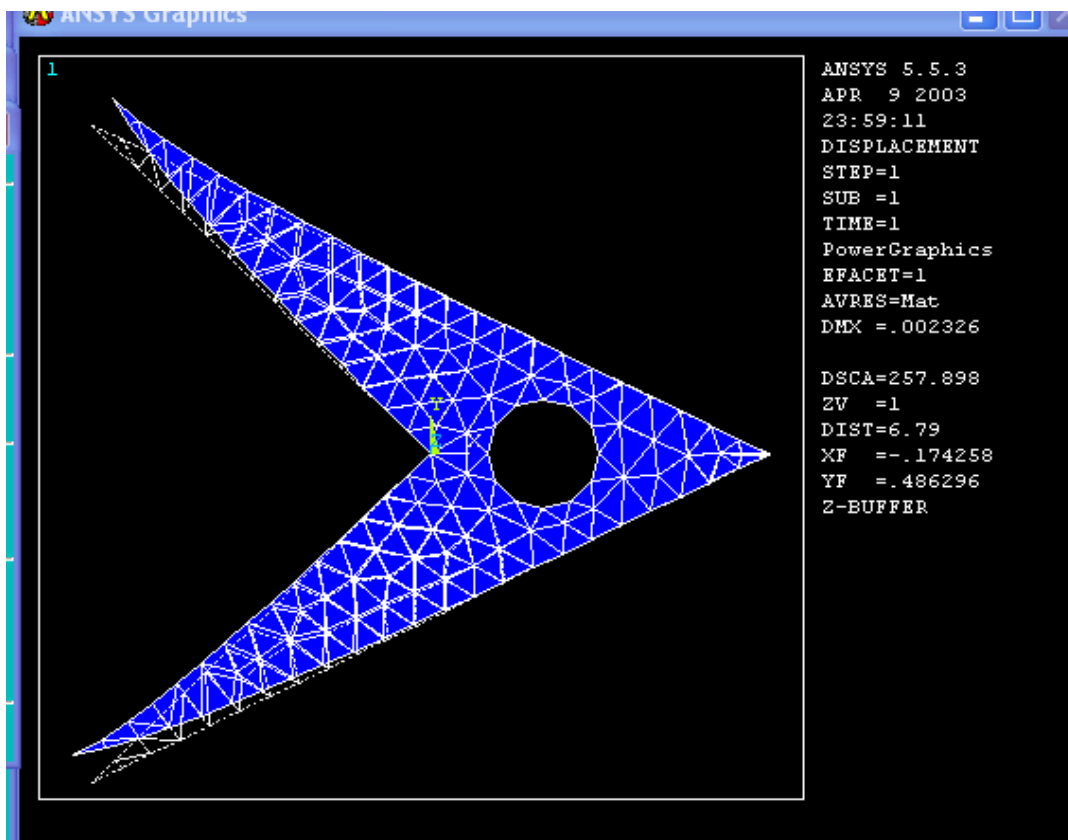 ANSYS Graphics
1
ANSYS 5.5.3
APR  9 2003
23:59:11
DISPLACEMENT
STEP=1
SUB =1
TIME=1
PowerGraphics
EFACET=1
AVRES=Mat
DMX =.002326
DSCA=257.898
ZV  =1
DIST=6.79
XF  =-.174258
YF  =.486296
Z-BUFFER
Y